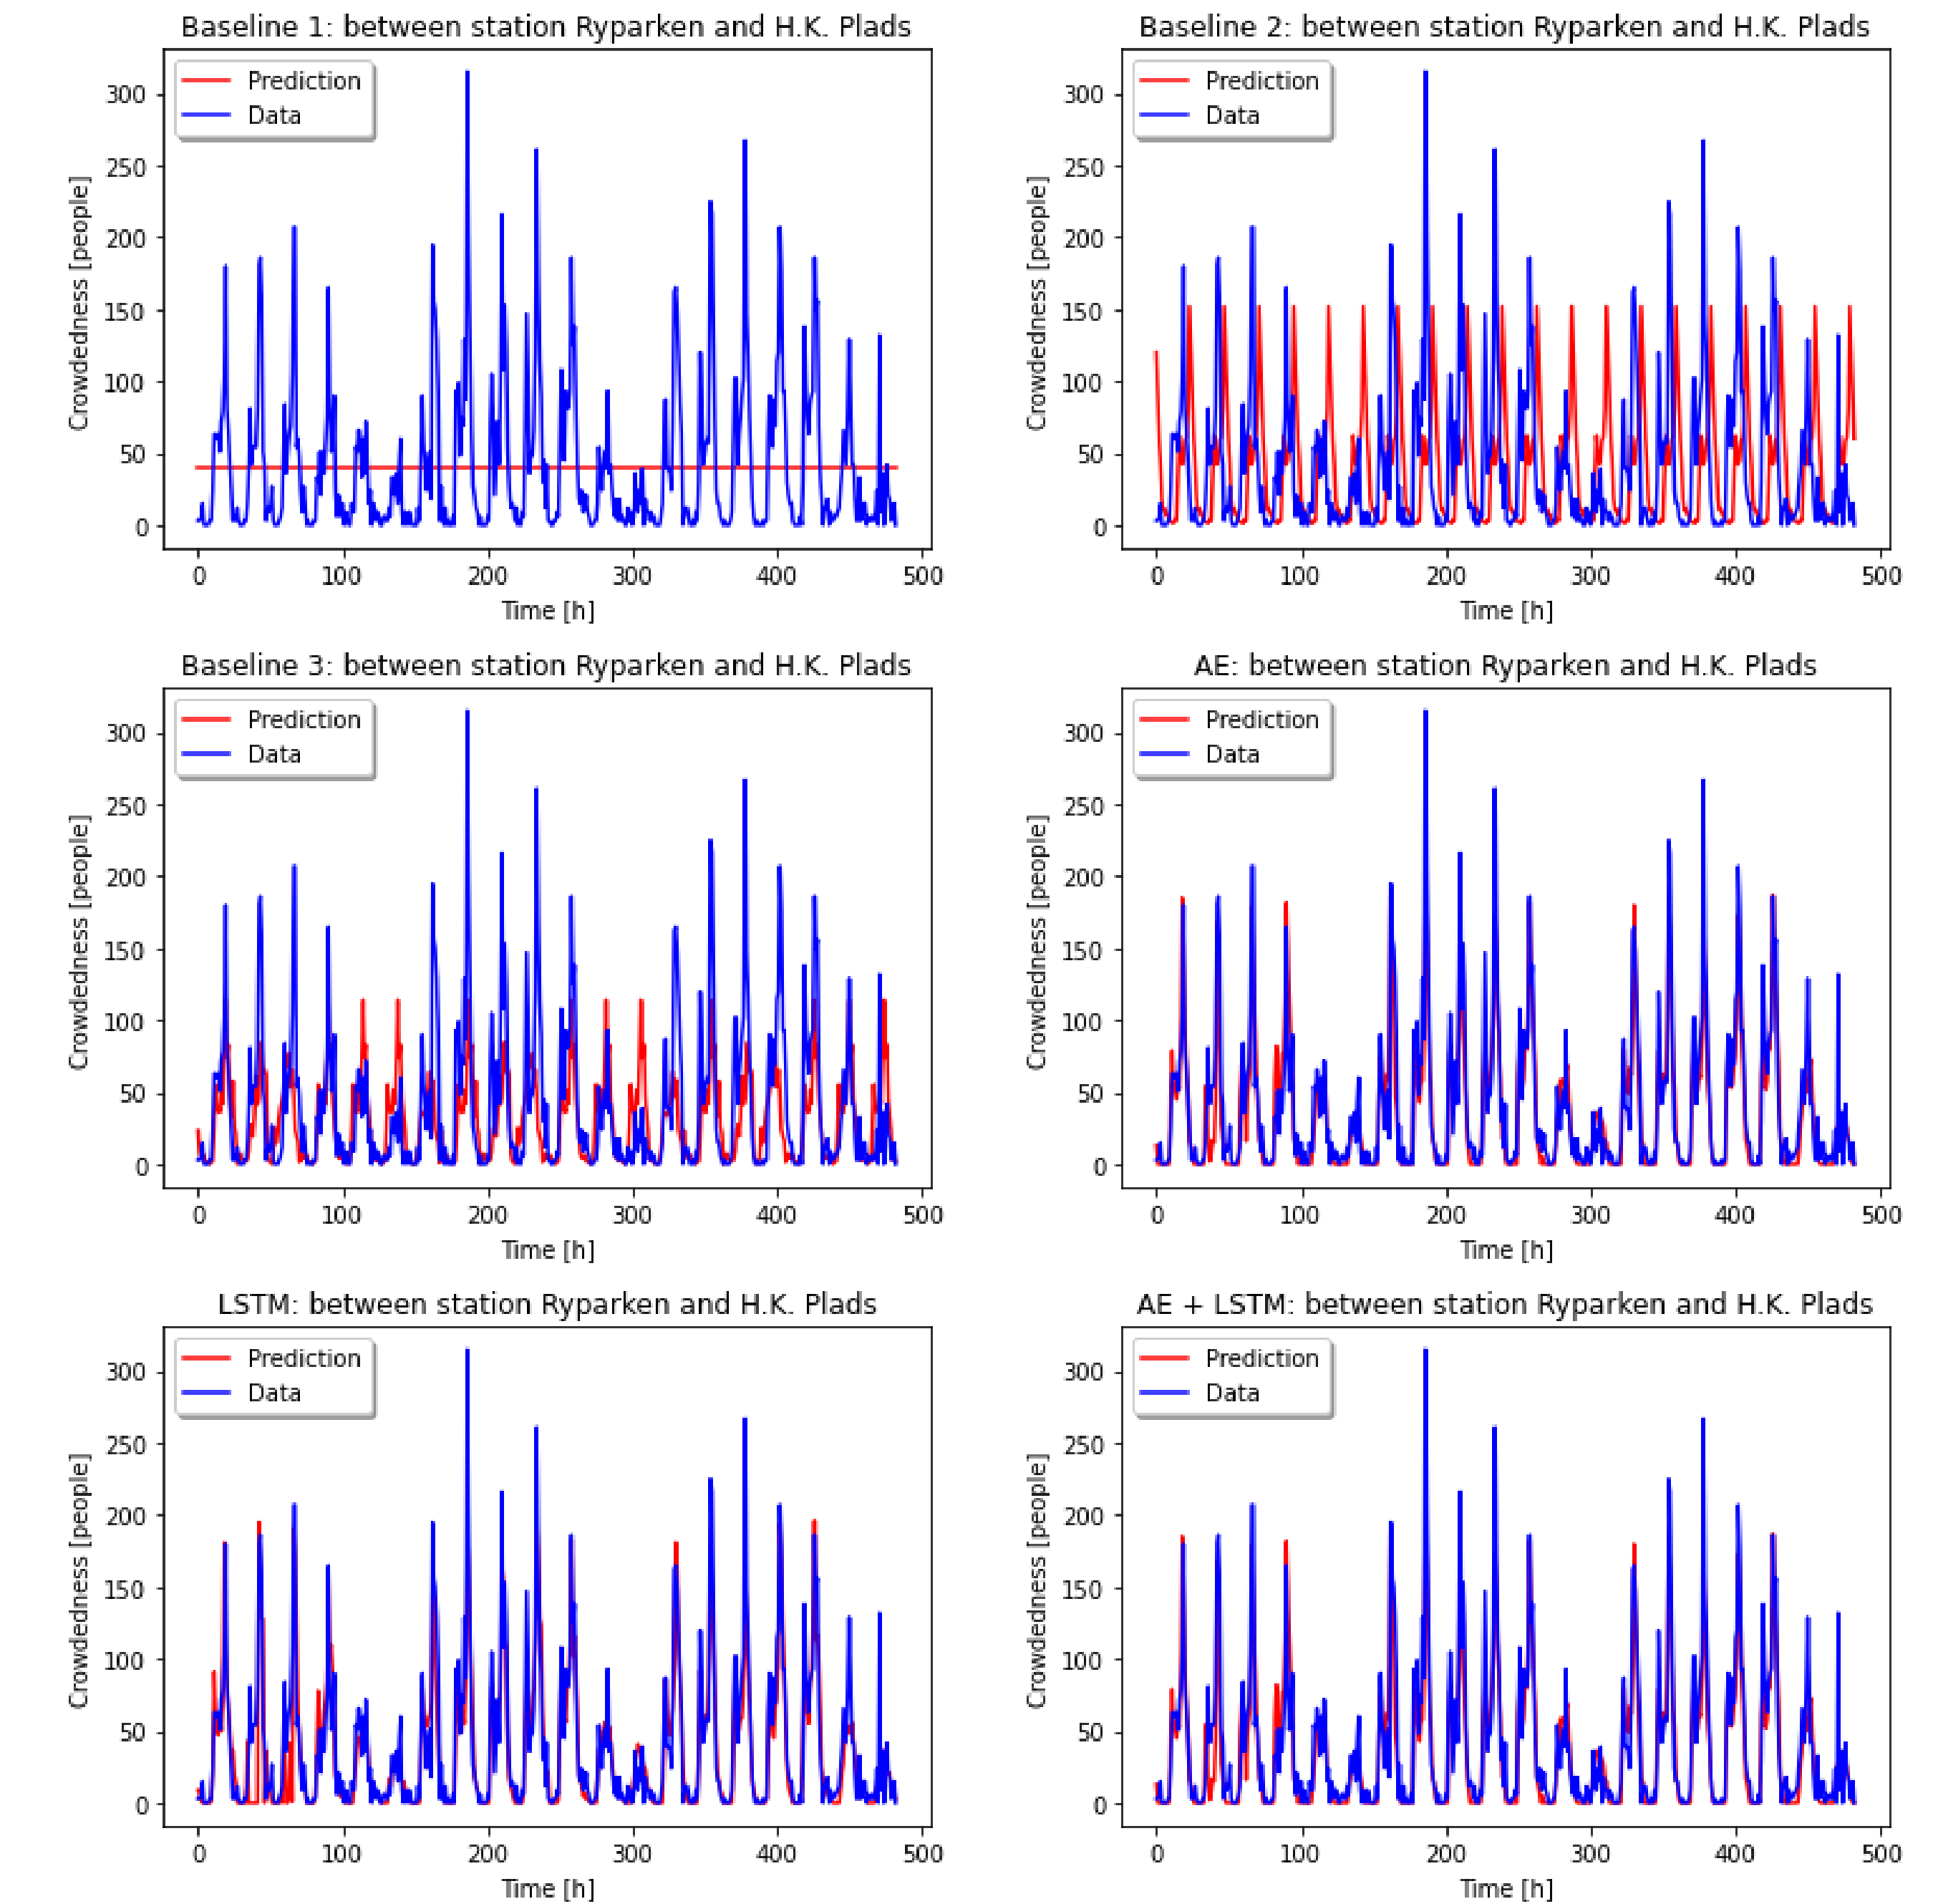 Baseline 1: between station Ryparken and H.K. Plads
Prediction
Data
Crowdedness [people]
300
250
200
150
100
50
0
0 100 200 300 400 500
Time [h]
Baseline 2: between station Ryparken and H.K. Plads
Prediction
Data
Crowdedness [people]
300
250
200
150
100
50
0
0 100 200 300 400 500
Time [h]
Baseline 3: between station Ryparken and H.K. Plads
Prediction
Data
Crowdedness [people]
300
250
200
150
100
50
0
0 100 200 300 400 500
Time [h]
AE: between station Ryparken and H.K. Plads
Prediction
Data
Crowdedness [people]
300
250
200
150
100
50
0
0 100 200 300 400 500
Time [h]
LSTM: between station Ryparken and H.K. Plads
Prediction
Data
Crowdedness [people]
300
250
200
150
100
50
0
0 100 200 300 400 500
Time [h]
AE + LSTM: between station Ryparken and H.K. Plads
Prediction
Data
Crowdedness [people]
300
250
200
150
100
50
0
0 100 200 300 400 500
Time [h]